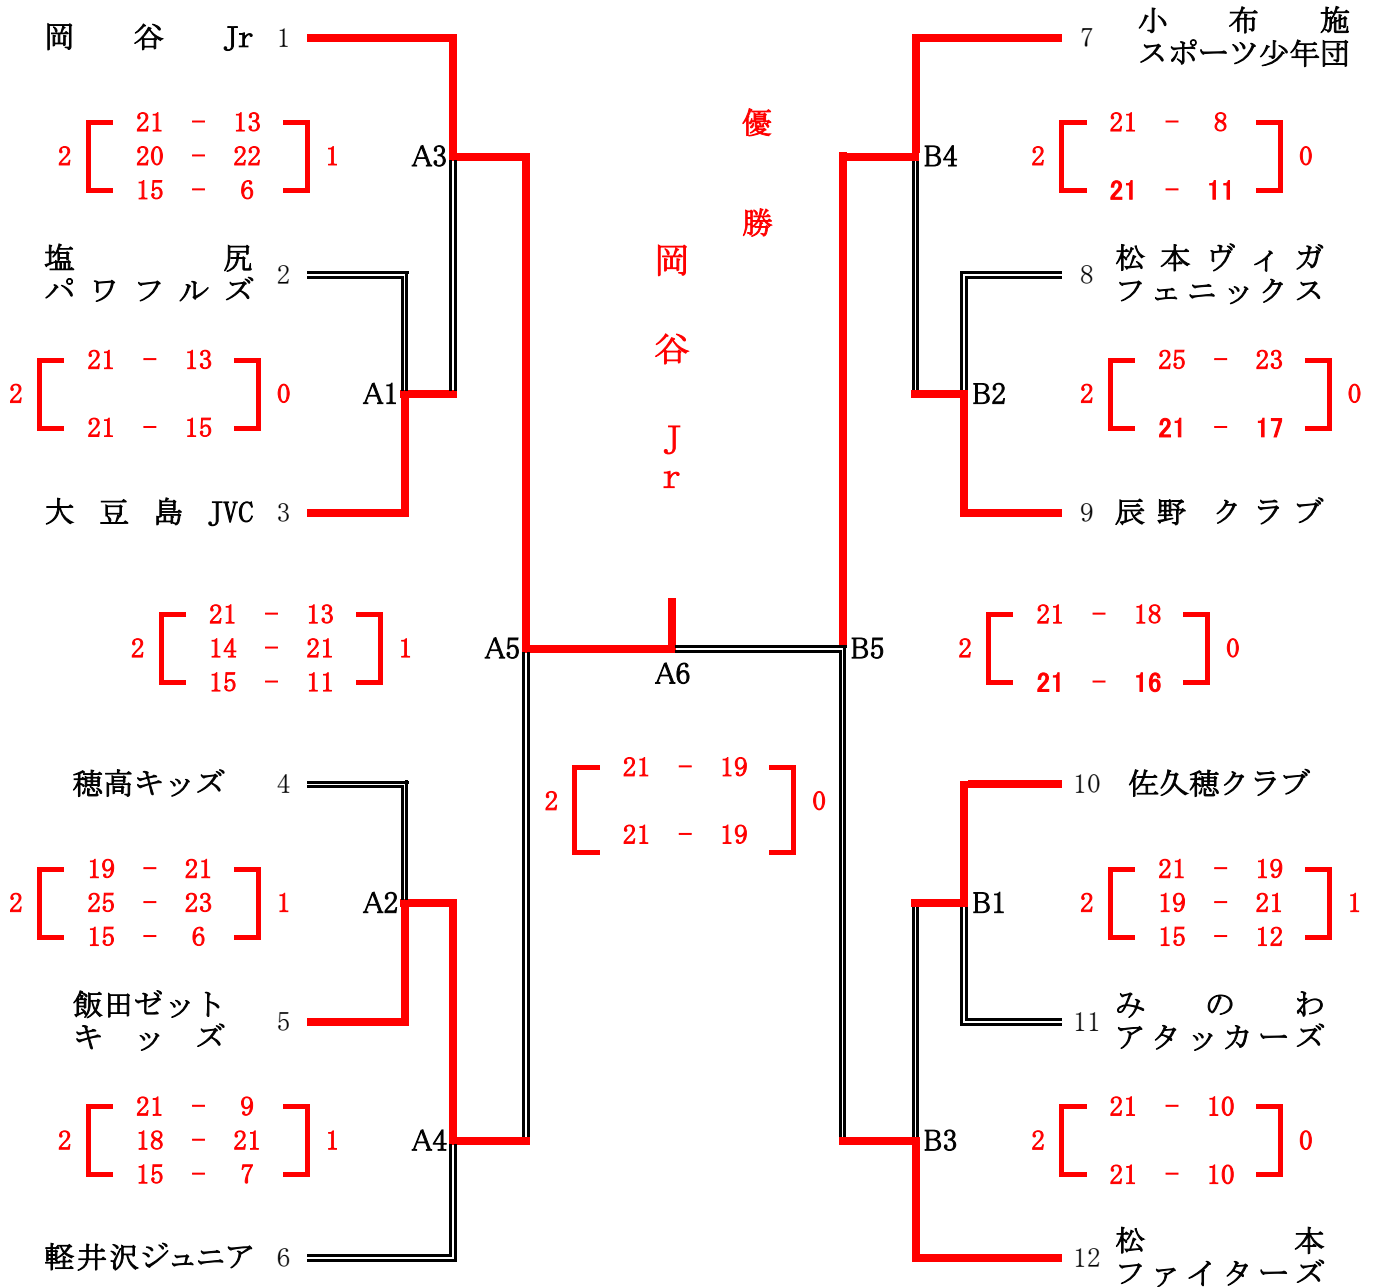 岡谷Jr 1
21 - 13
2 20 - 22 1
15 - 6
A3
塩尻
パワフルズ 2
21 - 13
2 0
21 - 15
A1
大豆島JVC 3
21 - 13
2 14 - 21 1
15 - 11
A5
穂高キッズ 4
19 - 21
2 25 - 23 1
15 - 6
A2
飯田ゼット
キッズ 5
21 - 9
2 18 - 21 1
15 - 7
A4
軽井沢ジュニア 6
優勝
岡谷Jr
A6
21 - 19
2 0
21 - 19
7 小布施
スポーツ少年団
21 - 8
2 0
21 - 11
B4
8 松本ヴィガ
フェニックス
25 - 23
2 0
21 - 17
B2
9 辰野クラブ
21 - 18
2 0
21 - 16
B5
10 佐久穂クラブ
21 - 19
2 19 - 21 1
15 - 12
B1
11 みのわ
アタッカーズ
21 - 10
2 0
21 - 10
B3
12 松本
ファイターズ